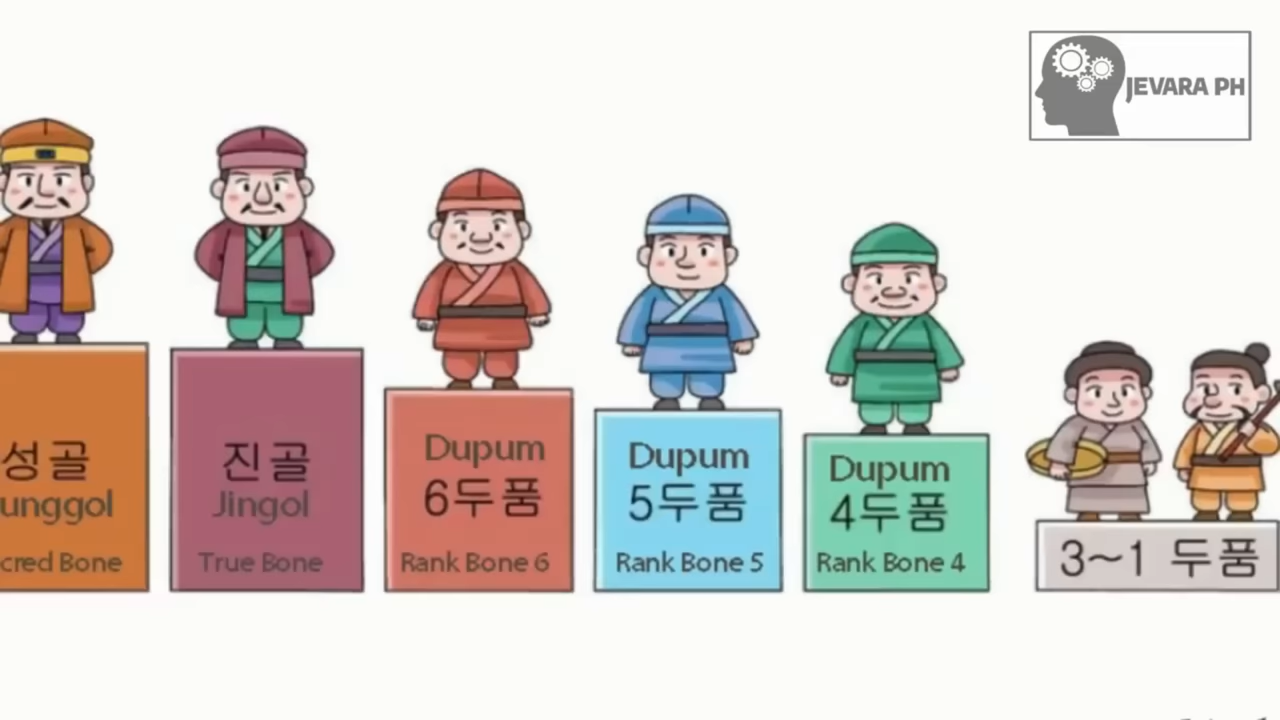 JEVARA PH
성골
unggol
cred Bone
진골
Jingol
True Bone
Dupum
6두품
Rank Bone 6
Dupum
5두품
Rank Bone 5
Dupum
4두품
Rank Bone 4
3~1 두품